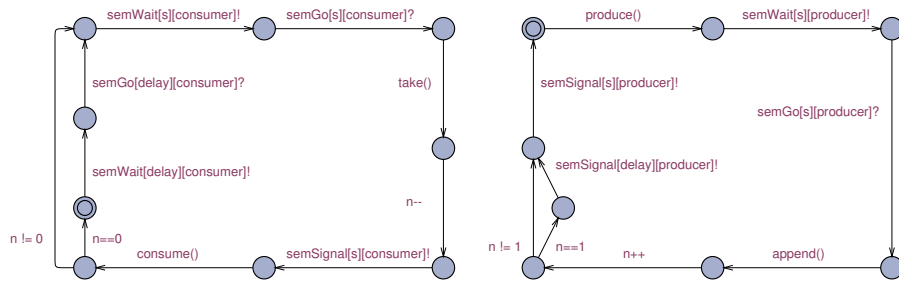 semWait[s][consumer]!
semGo[s][consumer]?
semGo[delay][consumer]?
take()
semWait[delay][consumer]!
n--
n != 0
n==0
consume()
semSignal[s][consumer]!
produce()
semWait[s][producer]!
semSignal[s][producer]!
semGo[s][producer]?
semSignal[delay][producer]!
n != 1
n==1
n++
append()